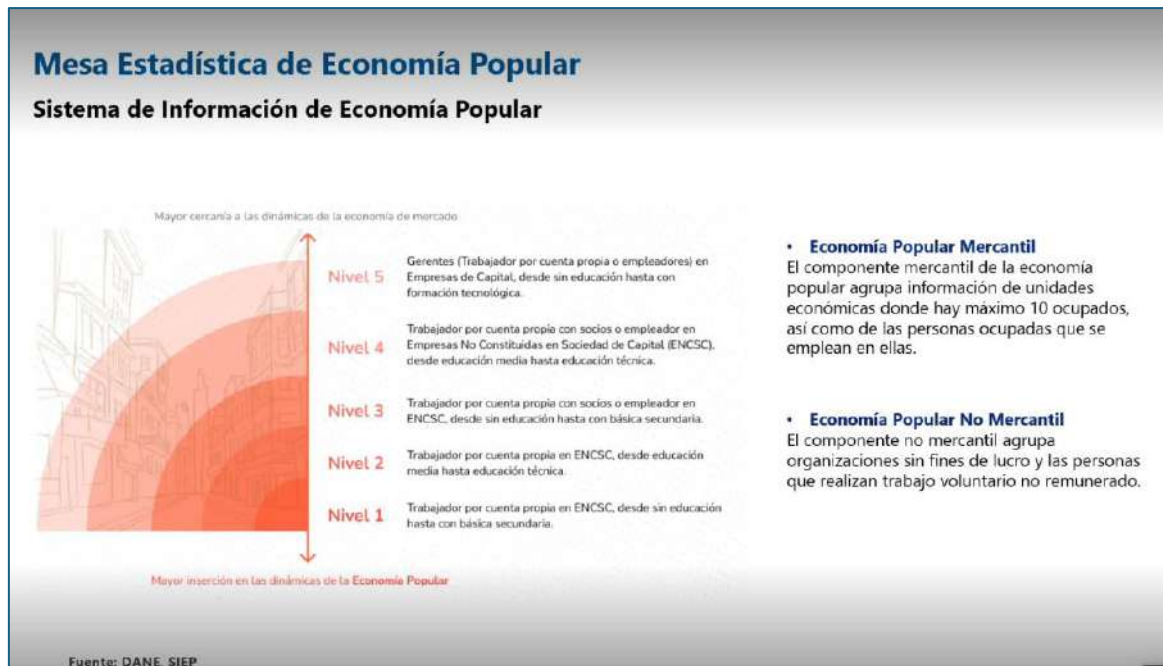 Mesa Estadística de Economía Popular
Sistema de Información de Economía Popular
Mayor cercanía a las dinámicas de la economía de mercado
Nivel 5
Gerentes (Trabajador por cuenta propia o empleadores) en
Empresas de Capital, desde sin educación hasta con
formación tecnológica.
Nivel 4
Trabajador por cuenta propia con socios o empleador en
Empresas No Constituidas en Sociedad de Capital (ENCSC),
desde educación media hasta educación técnica.
Nivel 3
Trabajador por cuenta propia con socios o empleador en
ENCSC, desde sin educación hasta con básica secundaria.
Nivel 2
Trabajador por cuenta propia en ENCSC, desde educación
media hasta educación técnica.
Nivel 1
Trabajador por cuenta propia en ENCSC, desde sin educación
hasta con básica secundaria.
Mayor inserción en las dinámicas de la Economía Popular
• Economía Popular Mercantil
El componente mercantil de la economía
popular agrupa información de unidades
económicas donde hay máximo 10 ocupados,
así como de las personas ocupadas que se
emplean en ellas.
• Economía Popular No Mercantil
El componente no mercantil agrupa
organizaciones sin fines de lucro y las personas
que realizan trabajo voluntario no remunerado.
Fuente: DANE, SIEP